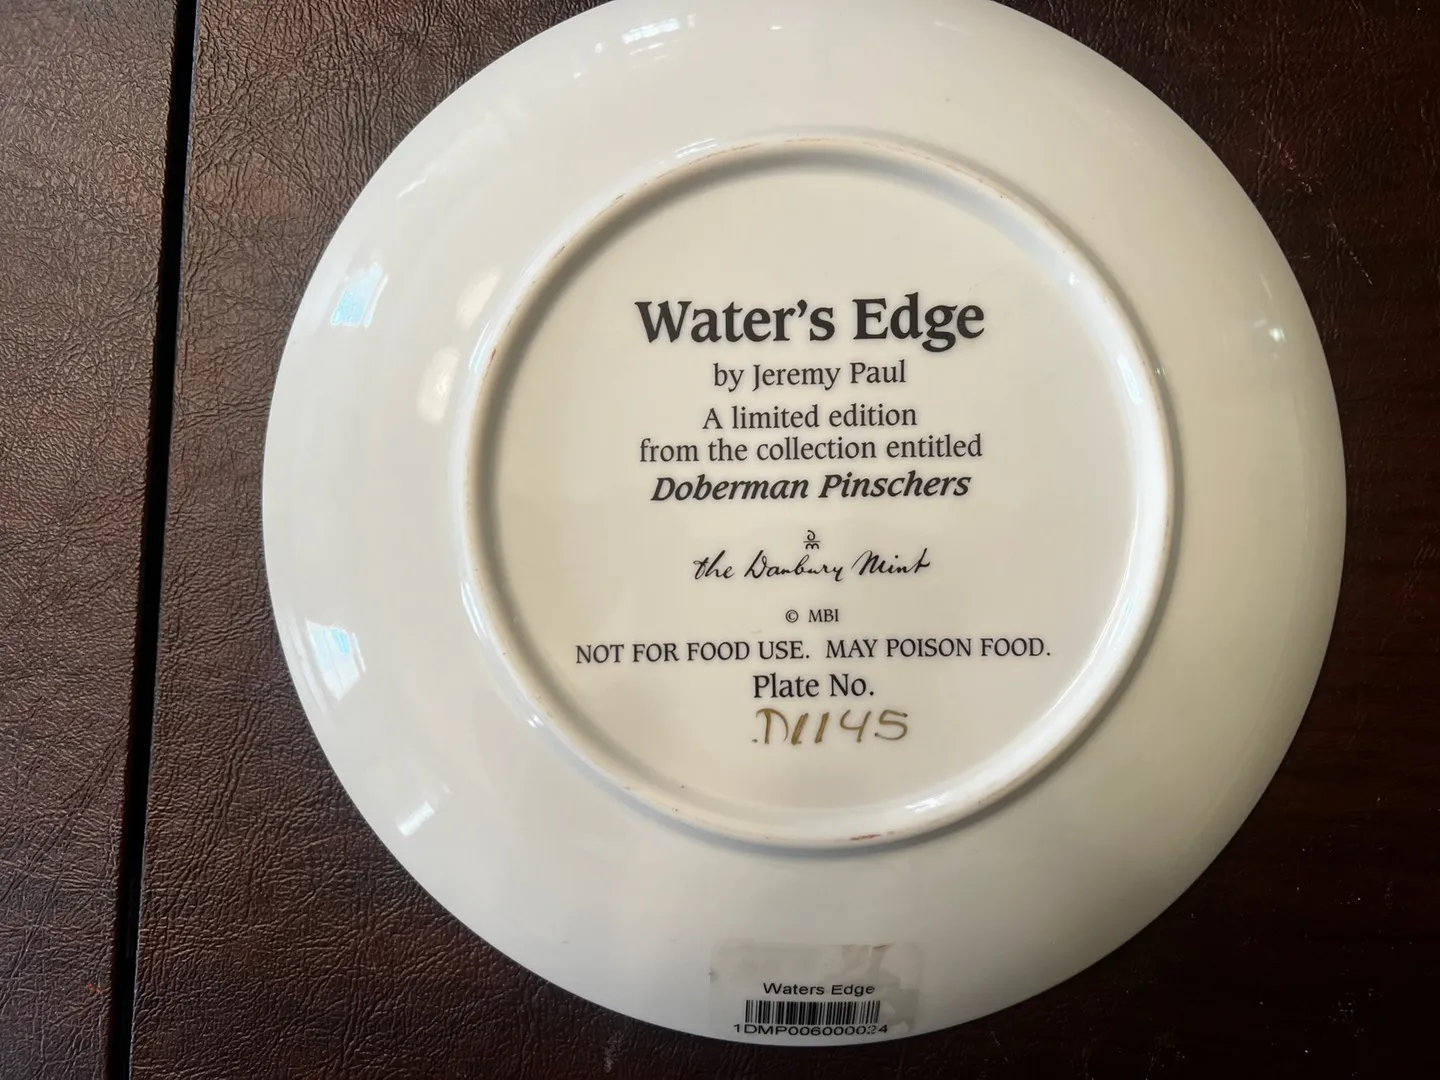 Water's Edge
by Jeremy Paul
A limited edition
from the collection entitled
Doberman Pinschers
the Danbury Mint
© MBI
NOT FOR FOOD USE. MAY POISON FOOD.
Plate No.
D1145
Waters Edge
1DMP006000024